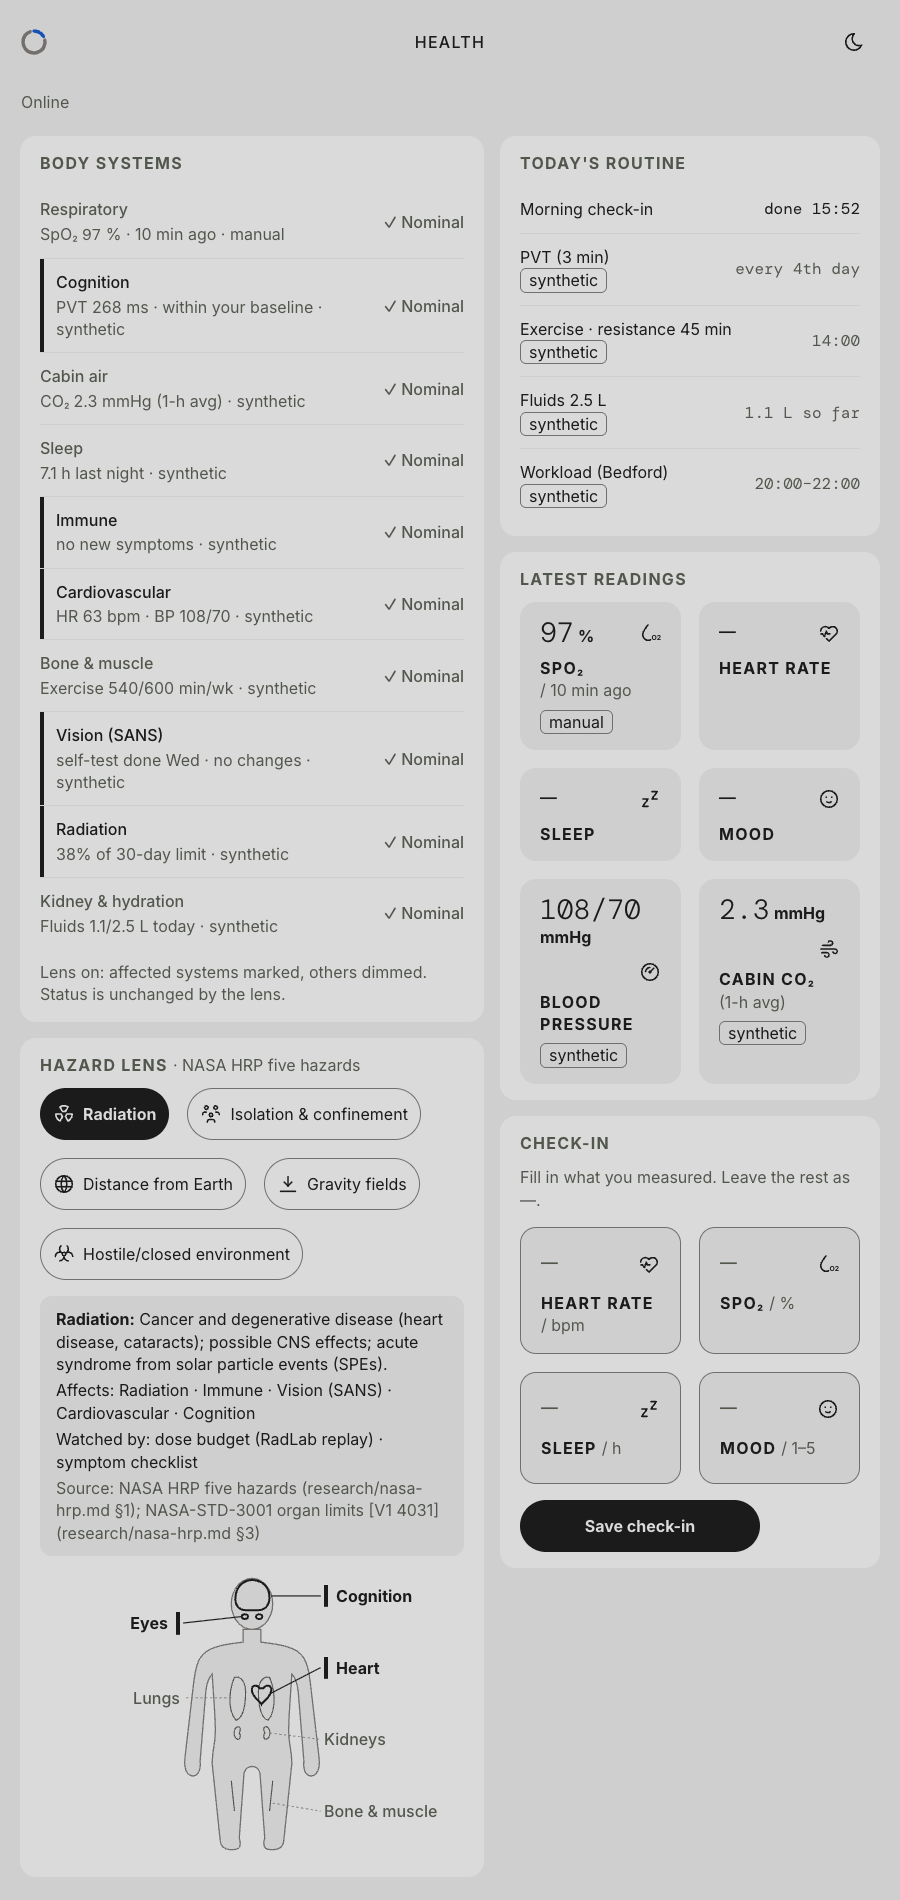 HEALTH
Online
BODY SYSTEMS
Respiratory
SpO₂ 97 % · 10 min ago · manual
✓ Nominal
Cognition
PVT 268 ms · within your baseline ·
synthetic
✓ Nominal
Cabin air
CO₂ 2.3 mmHg (1-h avg) · synthetic
✓ Nominal
Sleep
7.1 h last night · synthetic
✓ Nominal
Immune
no new symptoms · synthetic
✓ Nominal
Cardiovascular
HR 63 bpm · BP 108/70 · synthetic
✓ Nominal
Bone & muscle
Exercise 540/600 min/wk · synthetic
✓ Nominal
Vision (SANS)
self-test done Wed · no changes ·
synthetic
✓ Nominal
Radiation
38% of 30-day limit · synthetic
✓ Nominal
Kidney & hydration
Fluids 1.1/2.5 L today · synthetic
✓ Nominal
Lens on: affected systems marked, others dimmed.
Status is unchanged by the lens.
HAZARD LENS · NASA HRP five hazards
Radiation
Isolation & confinement
Distance from Earth
Gravity fields
Hostile/closed environment
Radiation: Cancer and degenerative disease (heart
disease, cataracts); possible CNS effects; acute
syndrome from solar particle events (SPEs).
Affects: Radiation · Immune · Vision (SANS) ·
Cardiovascular · Cognition
Watched by: dose budget (RadLab replay) ·
symptom checklist
Source: NASA HRP five hazards (research/nasa-
hrp.md §1); NASA-STD-3001 organ limits [V1 4031]
(research/nasa-hrp.md §3)
Cognition
Eyes
Heart
Lungs
Kidneys
Bone & muscle
TODAY'S ROUTINE
Morning check-in
done 15:52
PVT (3 min)
synthetic
every 4th day
Exercise · resistance 45 min
synthetic
14:00
Fluids 2.5 L
synthetic
1.1 L so far
Workload (Bedford)
synthetic
20:00–22:00
LATEST READINGS
97 %
O2
SPO₂
/ 10 min ago
manual
—
HEART RATE
—
zZ
SLEEP
—
MOOD
108/70
mmHg
BLOOD
PRESSURE
synthetic
2.3 mmHg
CABIN CO₂
(1-h avg)
synthetic
CHECK-IN
Fill in what you measured. Leave the rest as
—.
—
HEART RATE
/ bpm
—
O2
SPO₂ / %
—
zZ
SLEEP / h
—
MOOD / 1–5
Save check-in